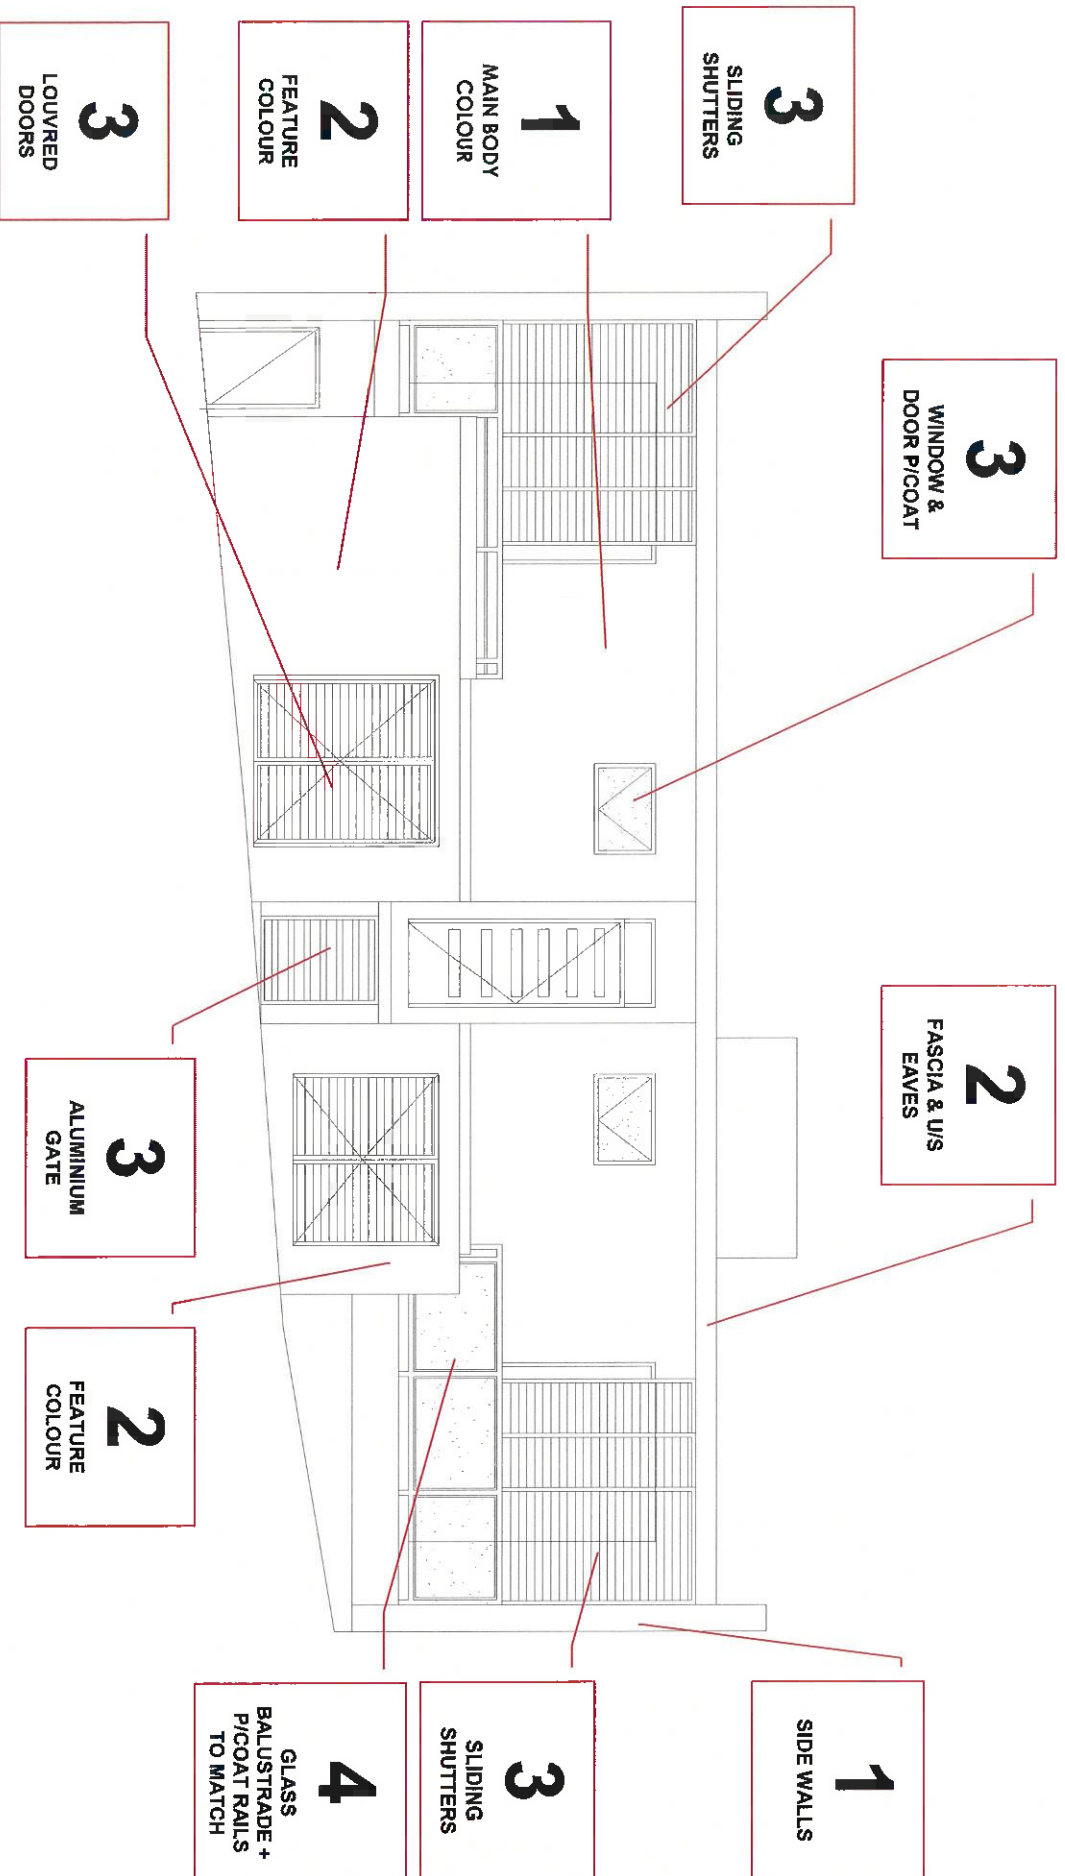 3
SLIDING
SHUTTERS
3
WINDOW &
DOOR P/COAT
2
FASCIA & U/S
EAVES
1
SIDE WALLS
1
MAIN BODY
COLOUR
2
FEATURE
COLOUR
3
LOUVRED
DOORS
3
ALUMINIUM
GATE
2
FEATURE
COLOUR
3
SLIDING
SHUTTERS
4
GLASS
BALUSTRADE +
P/COAT RAILS
TO MATCH